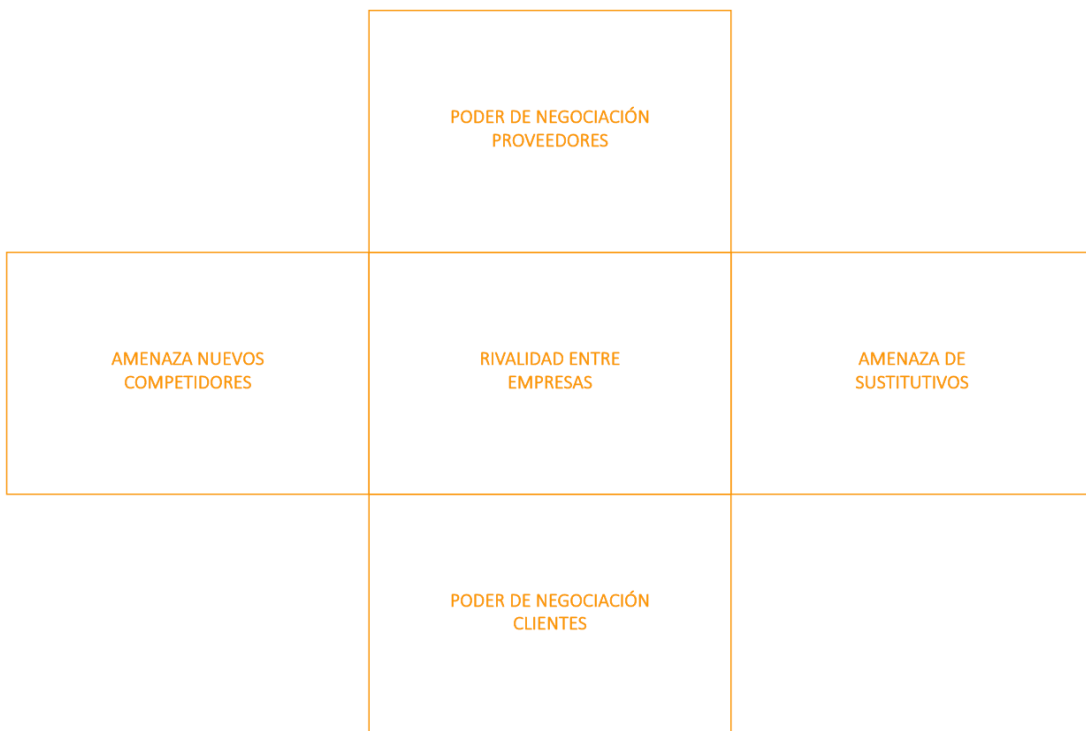 PODER DE NEGOCIACIÓN
PROVEEDORES
AMENAZA NUEVOS
COMPETIDORES
RIVALIDAD ENTRE
EMPRESAS
AMENAZA DE
SUSTITUTIVOS
PODER DE NEGOCIACIÓN
CLIENTES